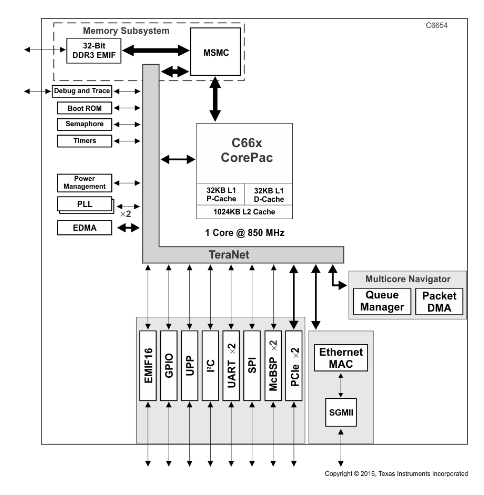 C6654
Memory Subsystem
32-Bit
DDR3 EMIF
MSMC
Debug and Trace
Boot ROM
Semaphore
Timers
C66x
CorePac
Power
Management
PLL
×2
EDMA
32KB L1
P-Cache
32KB L1
D-Cache
1024KB L2 Cache
1 Core @ 850 MHz
TeraNet
Multicore Navigator
Queue
Manager
Packet
DMA
EMIF16
GPIO
UPP
I²C
UART ×2
SPI
McBSP ×2
PCIe ×2
Ethernet
MAC
SGMII
Copyright © 2016, Texas Instruments Incorporated